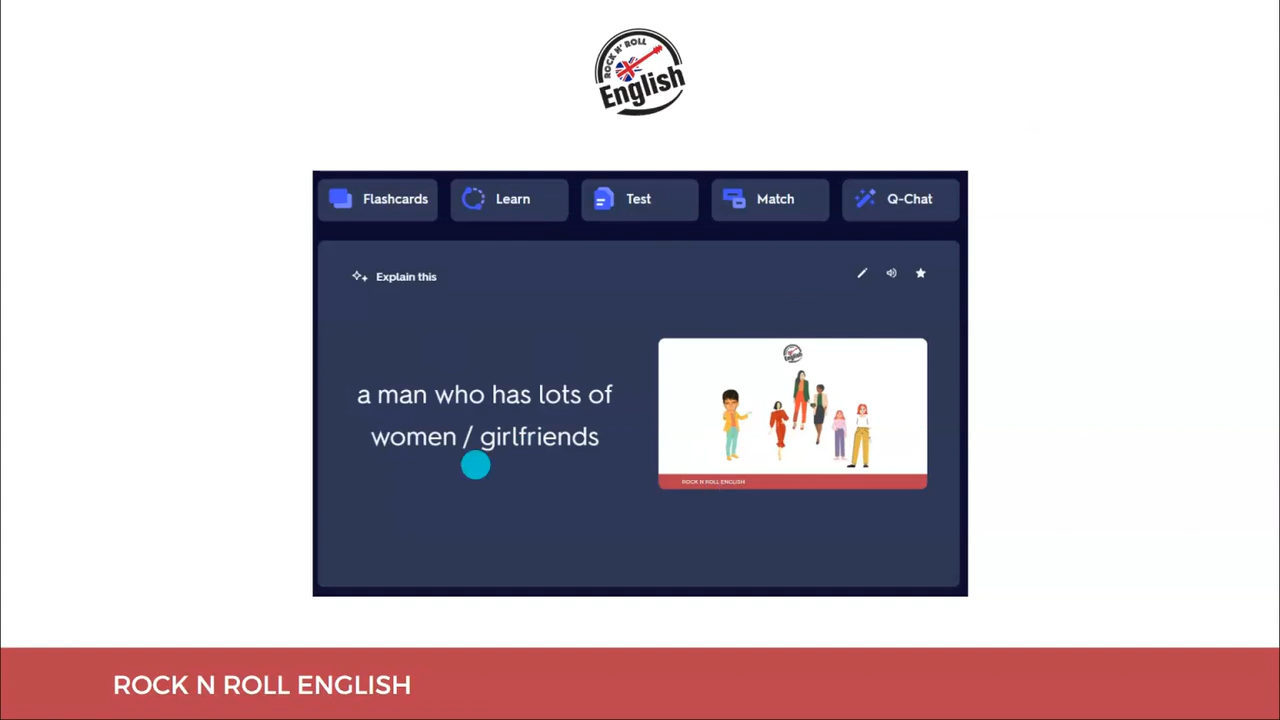 ROCK N' ROLL
English
Flashcards
Learn
Test
Match
Q-Chat
Explain this
a man who has lots of
women / girlfriends
English
ROCK N ROLL ENGLISH
ROCK N ROLL ENGLISH